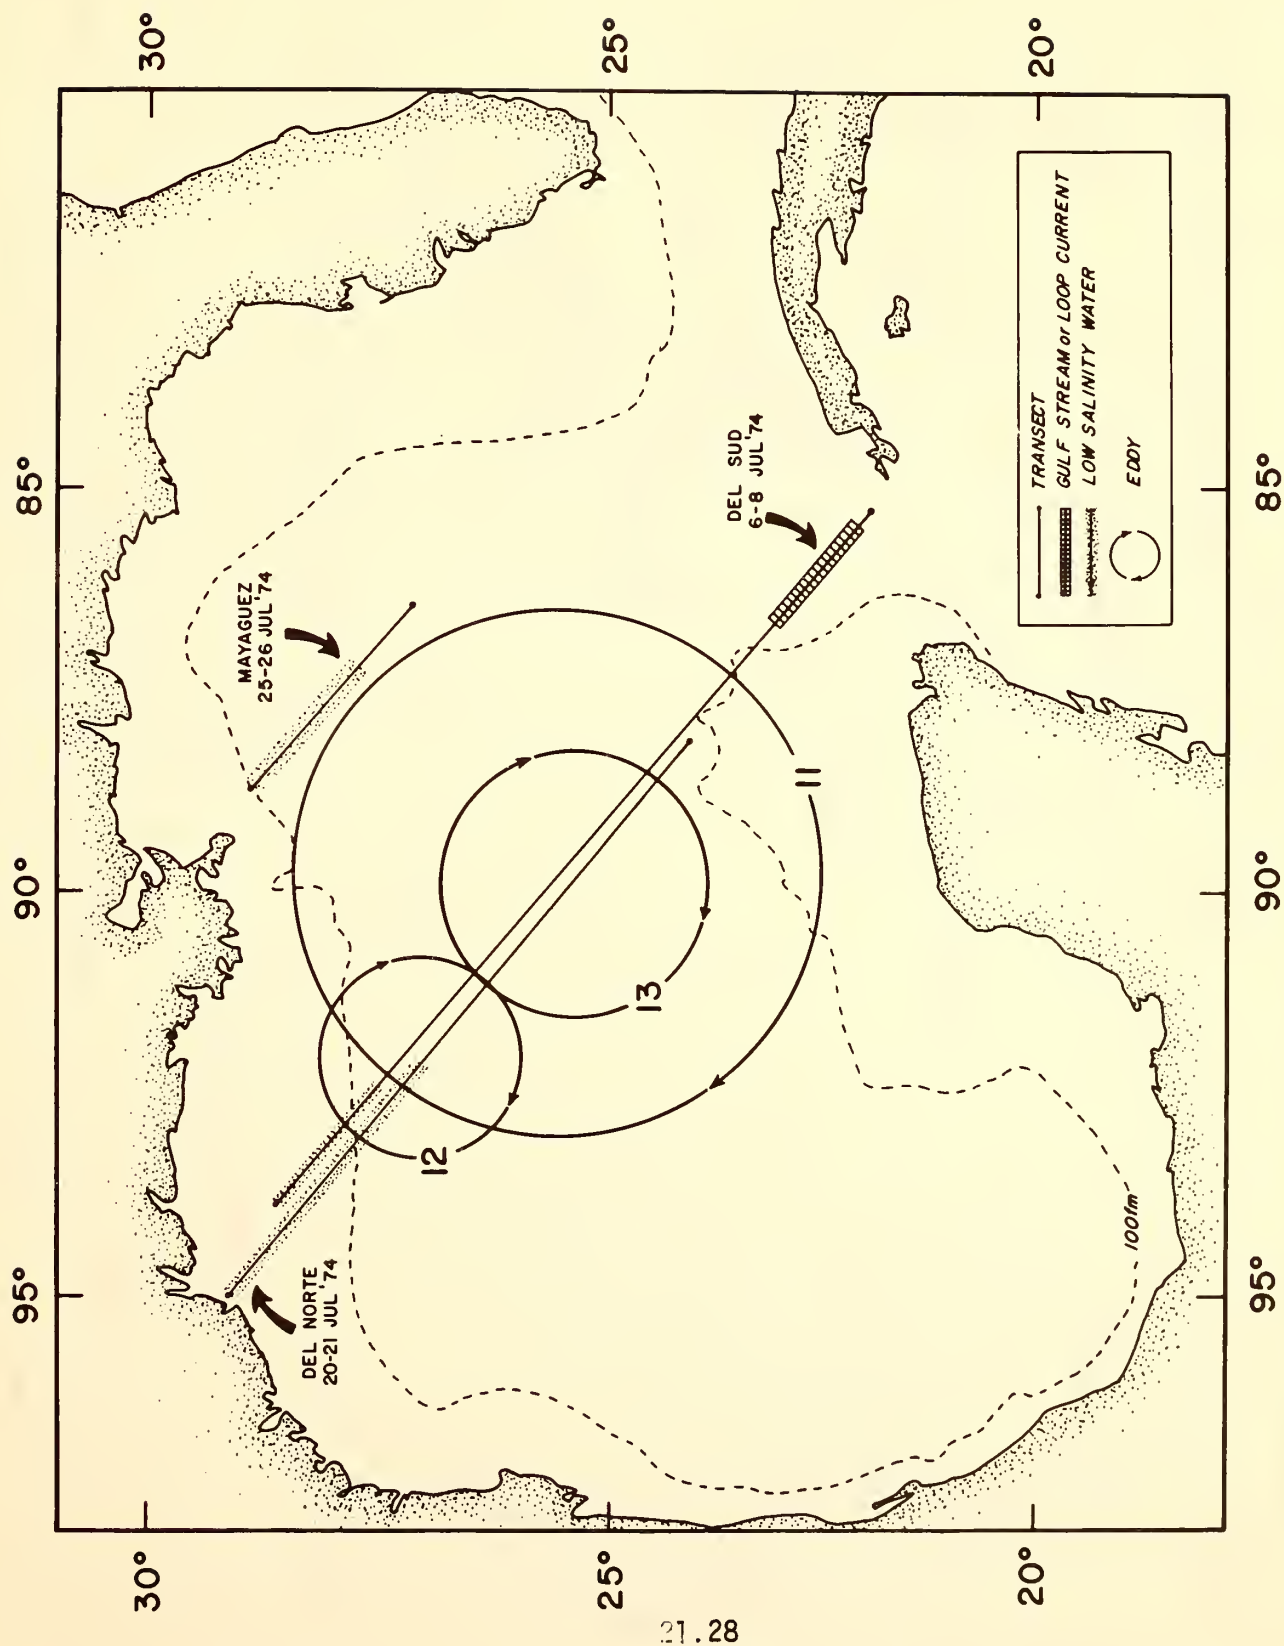 30°
25°
20°
85°
90°
95°
MAYAGUEZ
25-26 JUL '74
DEL SUD
6-8 JUL '74
DEL NORTE
20-21 JUL '74
11
12
13
100fm
TRANSECT
GULF STREAM or LOOP CURRENT
LOW SALINITY WATER
EDDY
85°
90°
95°
30°
25°
20°
21.28